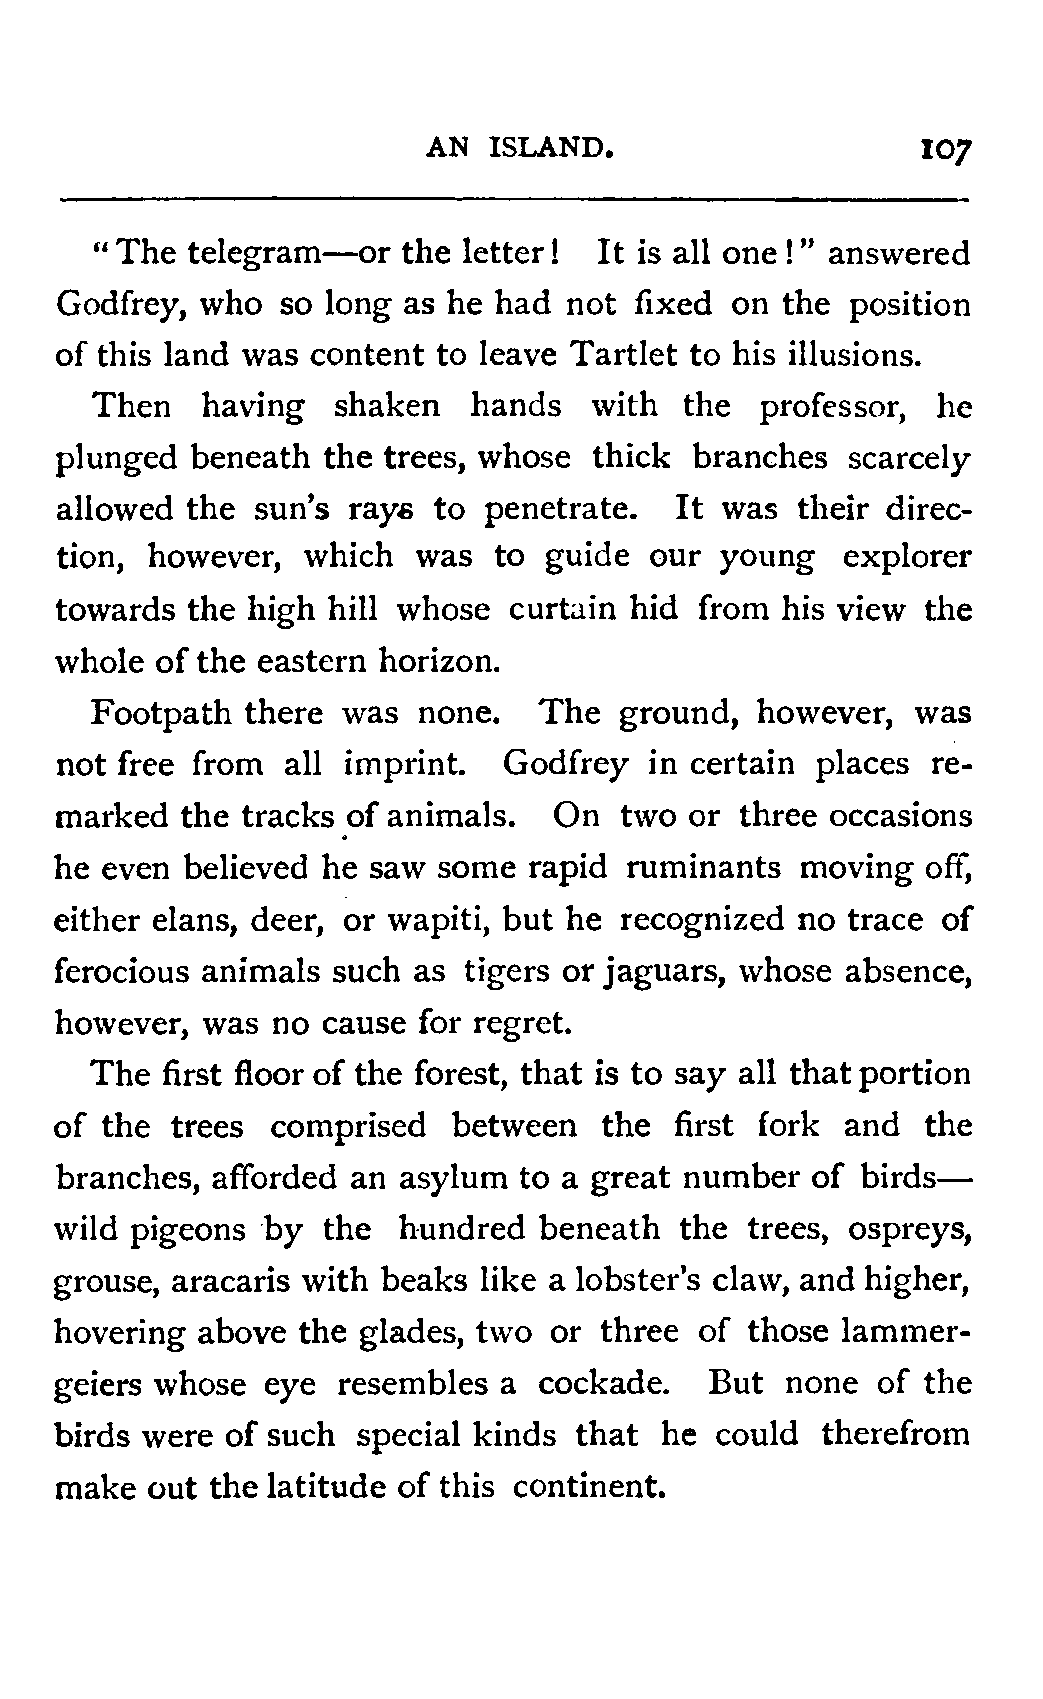 AN ISLAND. 107
"The telegram—or the letter! It is all one!" answered
Godfrey, who so long as he had not fixed on the position
of this land was content to leave Tartlet to his illusions.
Then having shaken hands with the professor, he
plunged beneath the trees, whose thick branches scarcely
allowed the sun's rays to penetrate. It was their direc-
tion, however, which was to guide our young explorer
towards the high hill whose curtain hid from his view the
whole of the eastern horizon.
Footpath there was none. The ground, however, was
not free from all imprint. Godfrey in certain places re-
marked the tracks of animals. On two or three occasions
he even believed he saw some rapid ruminants moving off,
either elans, deer, or wapiti, but he recognized no trace of
ferocious animals such as tigers or jaguars, whose absence,
however, was no cause for regret.
The first floor of the forest, that is to say all that portion
of the trees comprised between the first fork and the
branches, afforded an asylum to a great number of birds—
wild pigeons by the hundred beneath the trees, ospreys,
grouse, aracaris with beaks like a lobster's claw, and higher,
hovering above the glades, two or three of those lammer-
geiers whose eye resembles a cockade. But none of the
birds were of such special kinds that he could therefrom
make out the latitude of this continent.